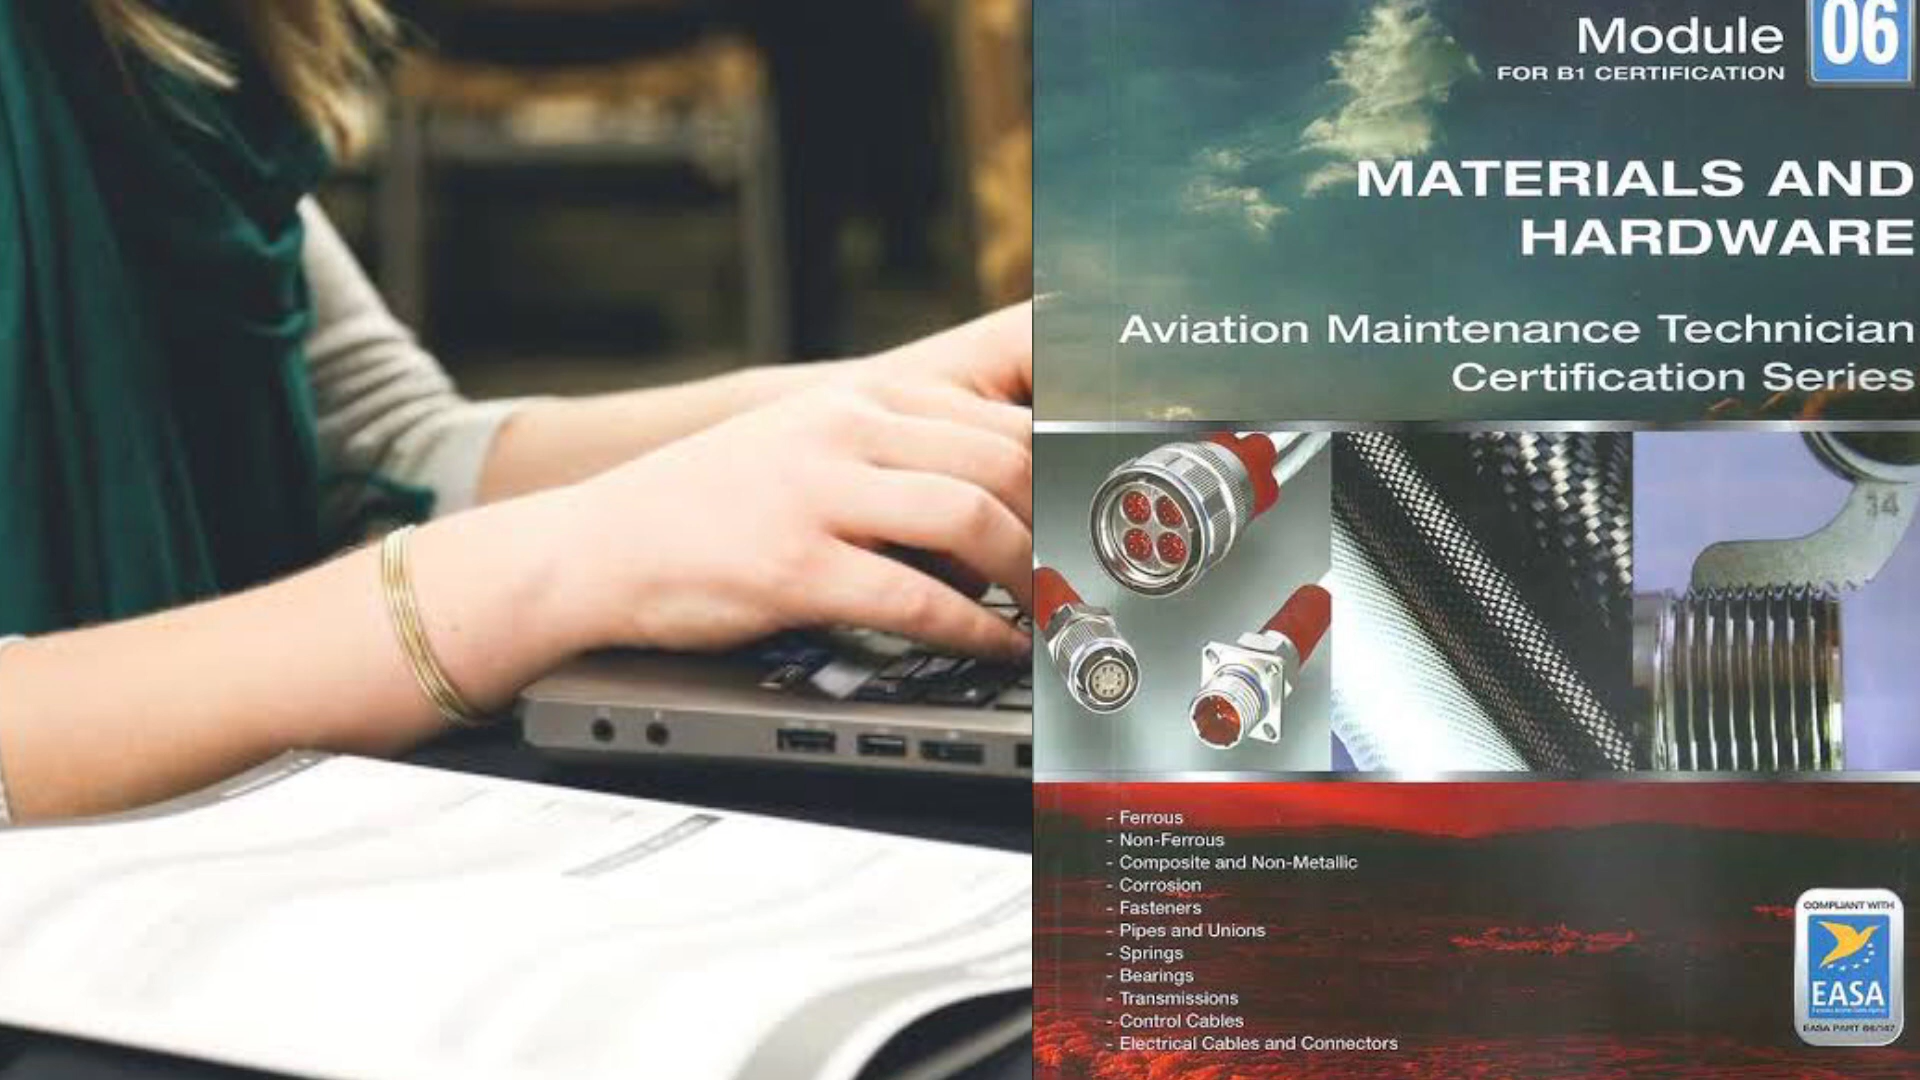 Module 06
FOR B1 CERTIFICATION
MATERIALS AND
HARDWARE
Aviation Maintenance Technician
Certification Series
14
- Ferrous
- Non-Ferrous
- Composite and Non-Metallic
- Corrosion
- Fasteners
- Pipes and Unions
- Springs
- Bearings
- Transmissions
- Control Cables
- Electrical Cables and Connectors
COMPLIANT WITH
EASA
EASA PART 66/147